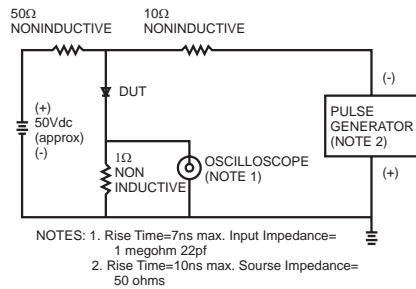 50Ω
NONINDUCTIVE
10Ω
NONINDUCTIVE
DUT
(+)
50Vdc
(approx)
(-)
1Ω
NON
INDUCTIVE
OSCILLOSCOPE
(NOTE 1)
(-)
PULSE
GENERATOR
(NOTE 2)
(+)
NOTES: 1. Rise Time=7ns max. Input Impedance=
1 megohm 22pf
2. Rise Time=10ns max. Sourse Impedance=
50 ohms